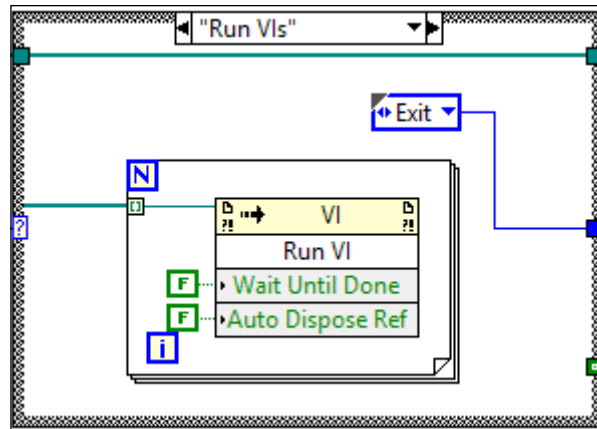 "Run VIs"
Exit
N
?! VI ?!
Run VI
?
F Wait Until Done
F Auto Dispose Ref
i